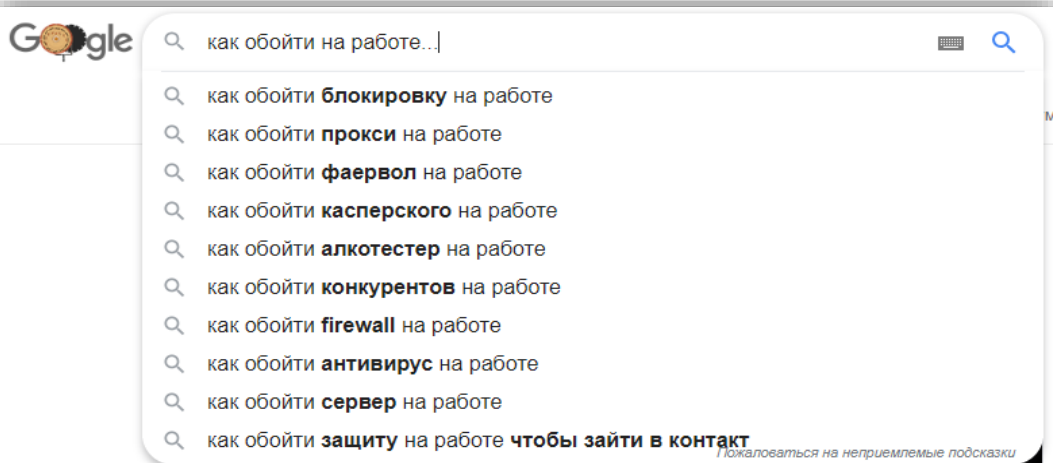 Google
как обойти на работе...
как обойти блокировку на работе
как обойти прокси на работе
как обойти фаервол на работе
как обойти касперского на работе
как обойти алкотестер на работе
как обойти конкурентов на работе
как обойти firewall на работе
как обойти антивирус на работе
как обойти сервер на работе
как обойти защиту на работе чтобы зайти в контакт
Пожаловаться на неприемлемые подсказки